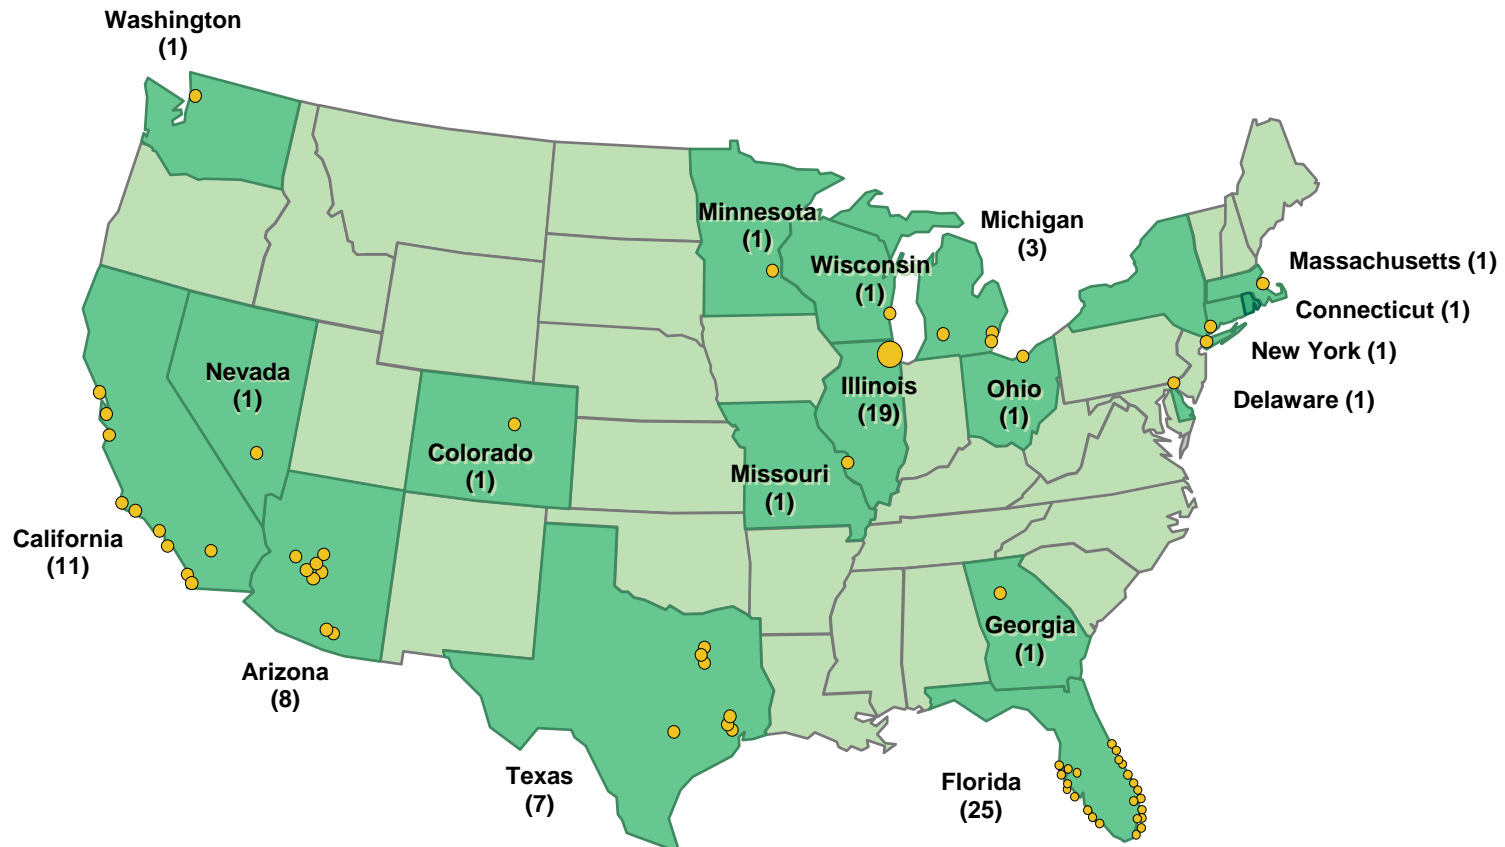 Washington
(1)
Minnesota
(1)
Michigan
(3)
Wisconsin
(1)
Massachusetts (1)
Connecticut (1)
New York (1)
Nevada
(1)
Illinois
(19)
Ohio
(1)
Delaware (1)
Colorado
(1)
Missouri
(1)
California
(11)
Georgia
(1)
Arizona
(8)
Texas
(7)
Florida
(25)